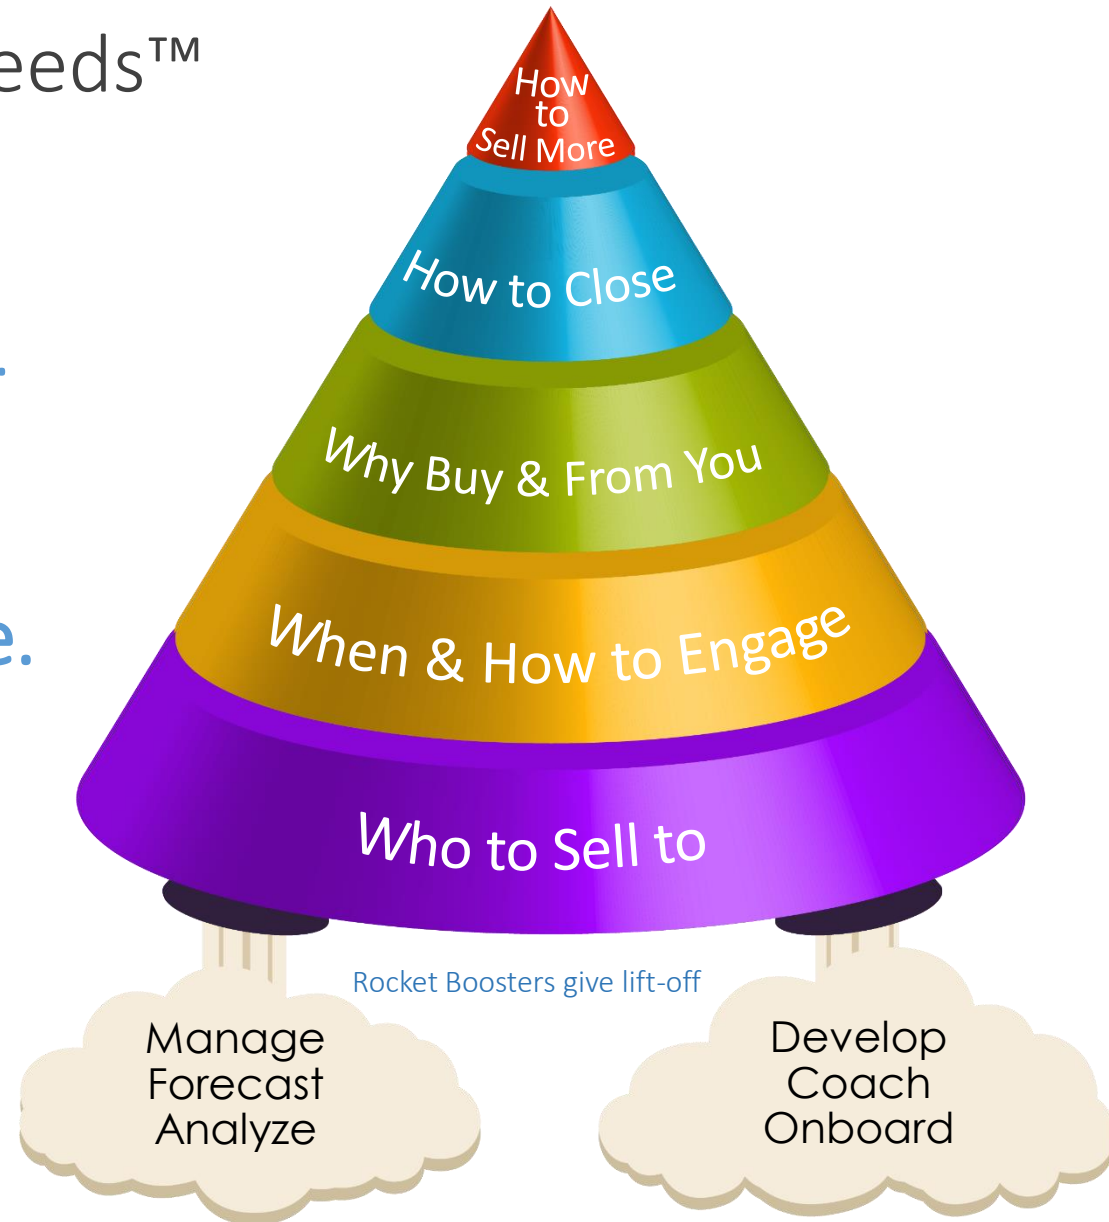 eeds™
How
to
Sell More
How to Close
.
Why Buy & From You
e.
When & How to Engage
Who to Sell to
Rocket Boosters give lift-off
Manage
Forecast
Analyze
Develop
Coach
Onboard